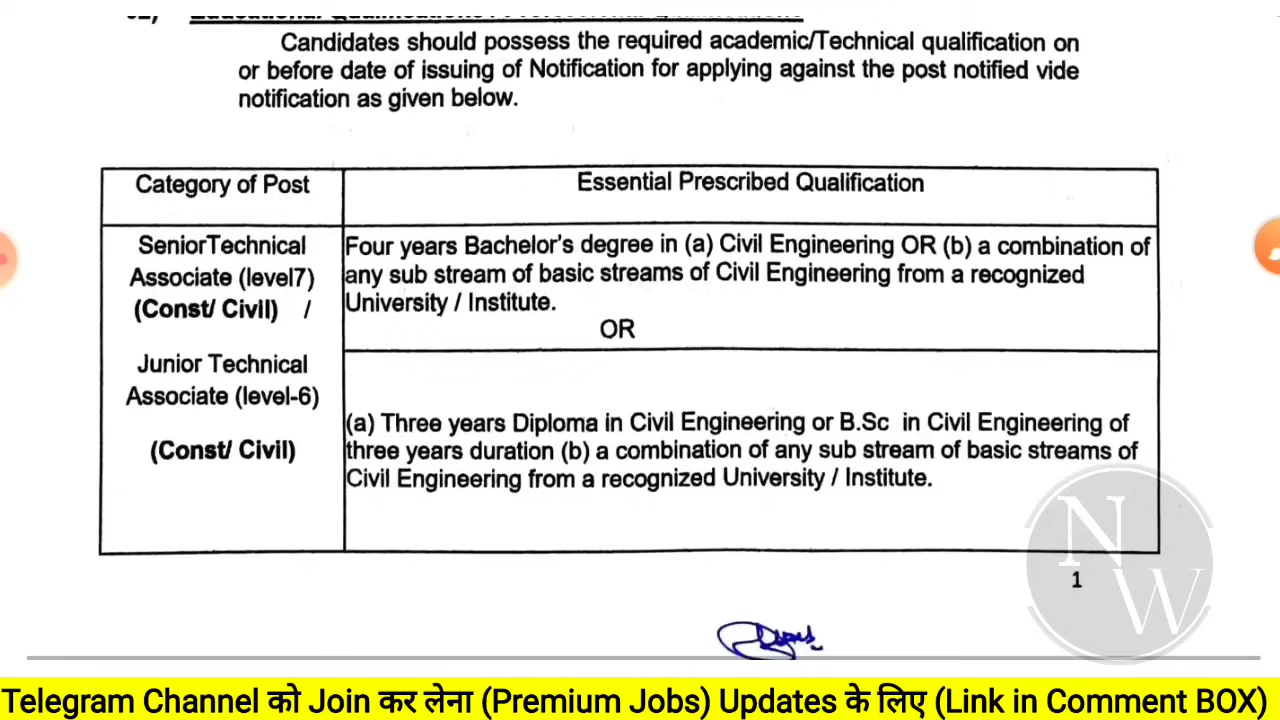 Candidates should possess the required academic/Technical qualification on
or before date of issuing of Notification for applying against the post notified vide
notification as given below.
Category of Post
Essential Prescribed Qualification
SeniorTechnical
Associate (level7)
(Const/ Civil) /
Junior Technical
Associate (level-6)
(Const/ Civil)
Four years Bachelor's degree in (a) Civil Engineering OR (b) a combination of
any sub stream of basic streams of Civil Engineering from a recognized
University / Institute.
OR
(a) Three years Diploma in Civil Engineering or B.Sc in Civil Engineering of
three years duration (b) a combination of any sub stream of basic streams of
Civil Engineering from a recognized University / Institute.
NW
1
Telegram Channel को Join कर लेना (Premium Jobs) Updates के लिए (Link in Comment BOX)